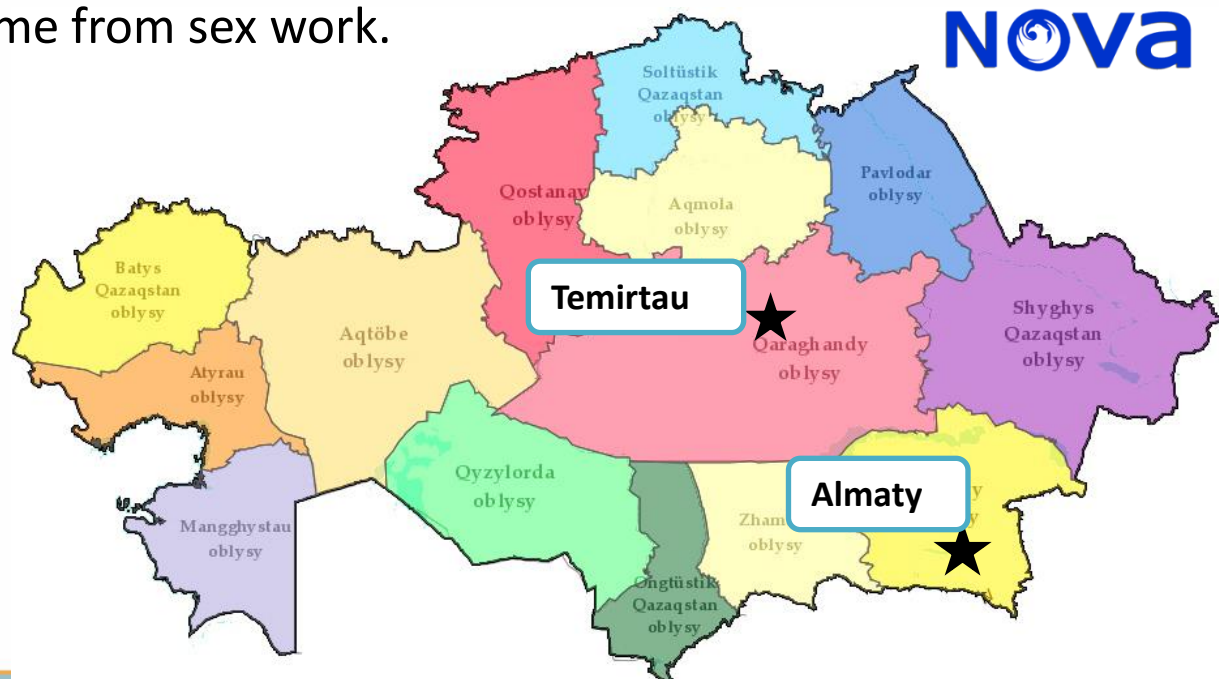 me from sex work.
NOva
Soltüstik
Qazaqstan
oblysy
Qostanay
oblysy
Aqmola
oblysy
Pavlodar
oblysy
Batys
Qazaqstan
oblysy
Temirtau
Shyghys
Qazaqstan
oblysy
Aqtöbe
oblysy
Qaraghandy
oblysy
Atyrau
oblysy
Qyzylorda
oblysy
Almaty
Mangghystau
oblysy
oblysy
Ongtüstik
Qazaqstan
oblysy